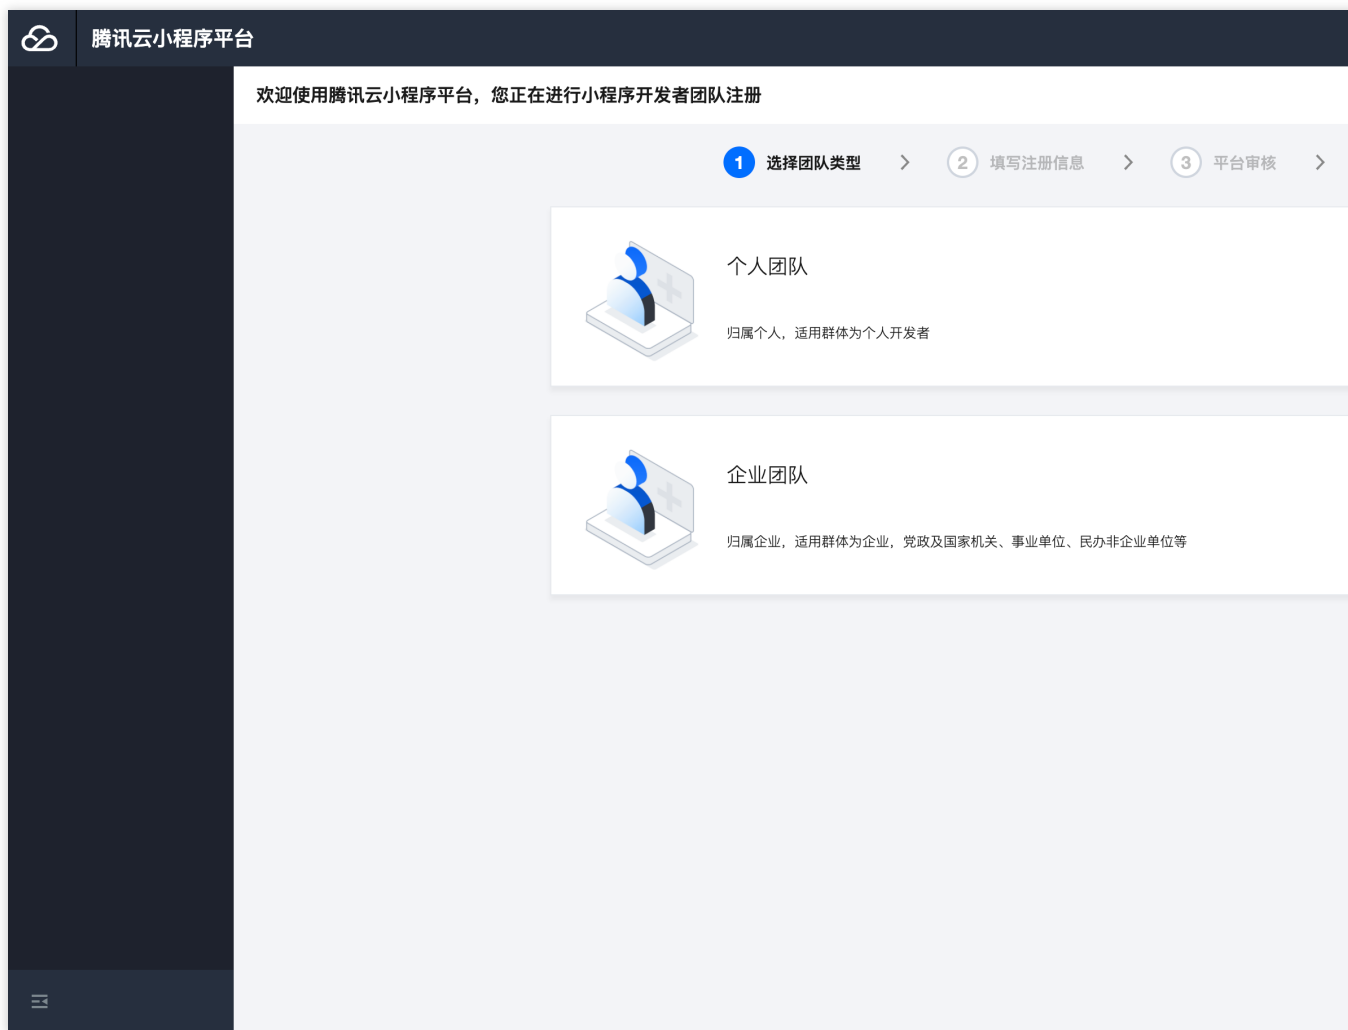 腾讯云小程序平台
欢迎使用腾讯云小程序平台，您正在进行小程序开发者团队注册
1 选择团队类型 > 2 填写注册信息 > 3 平台审核 >
个人团队
归属个人，适用群体为个人开发者
企业团队
归属企业，适用群体为企业，党政及国家机关、事业单位、民办非企业单位等